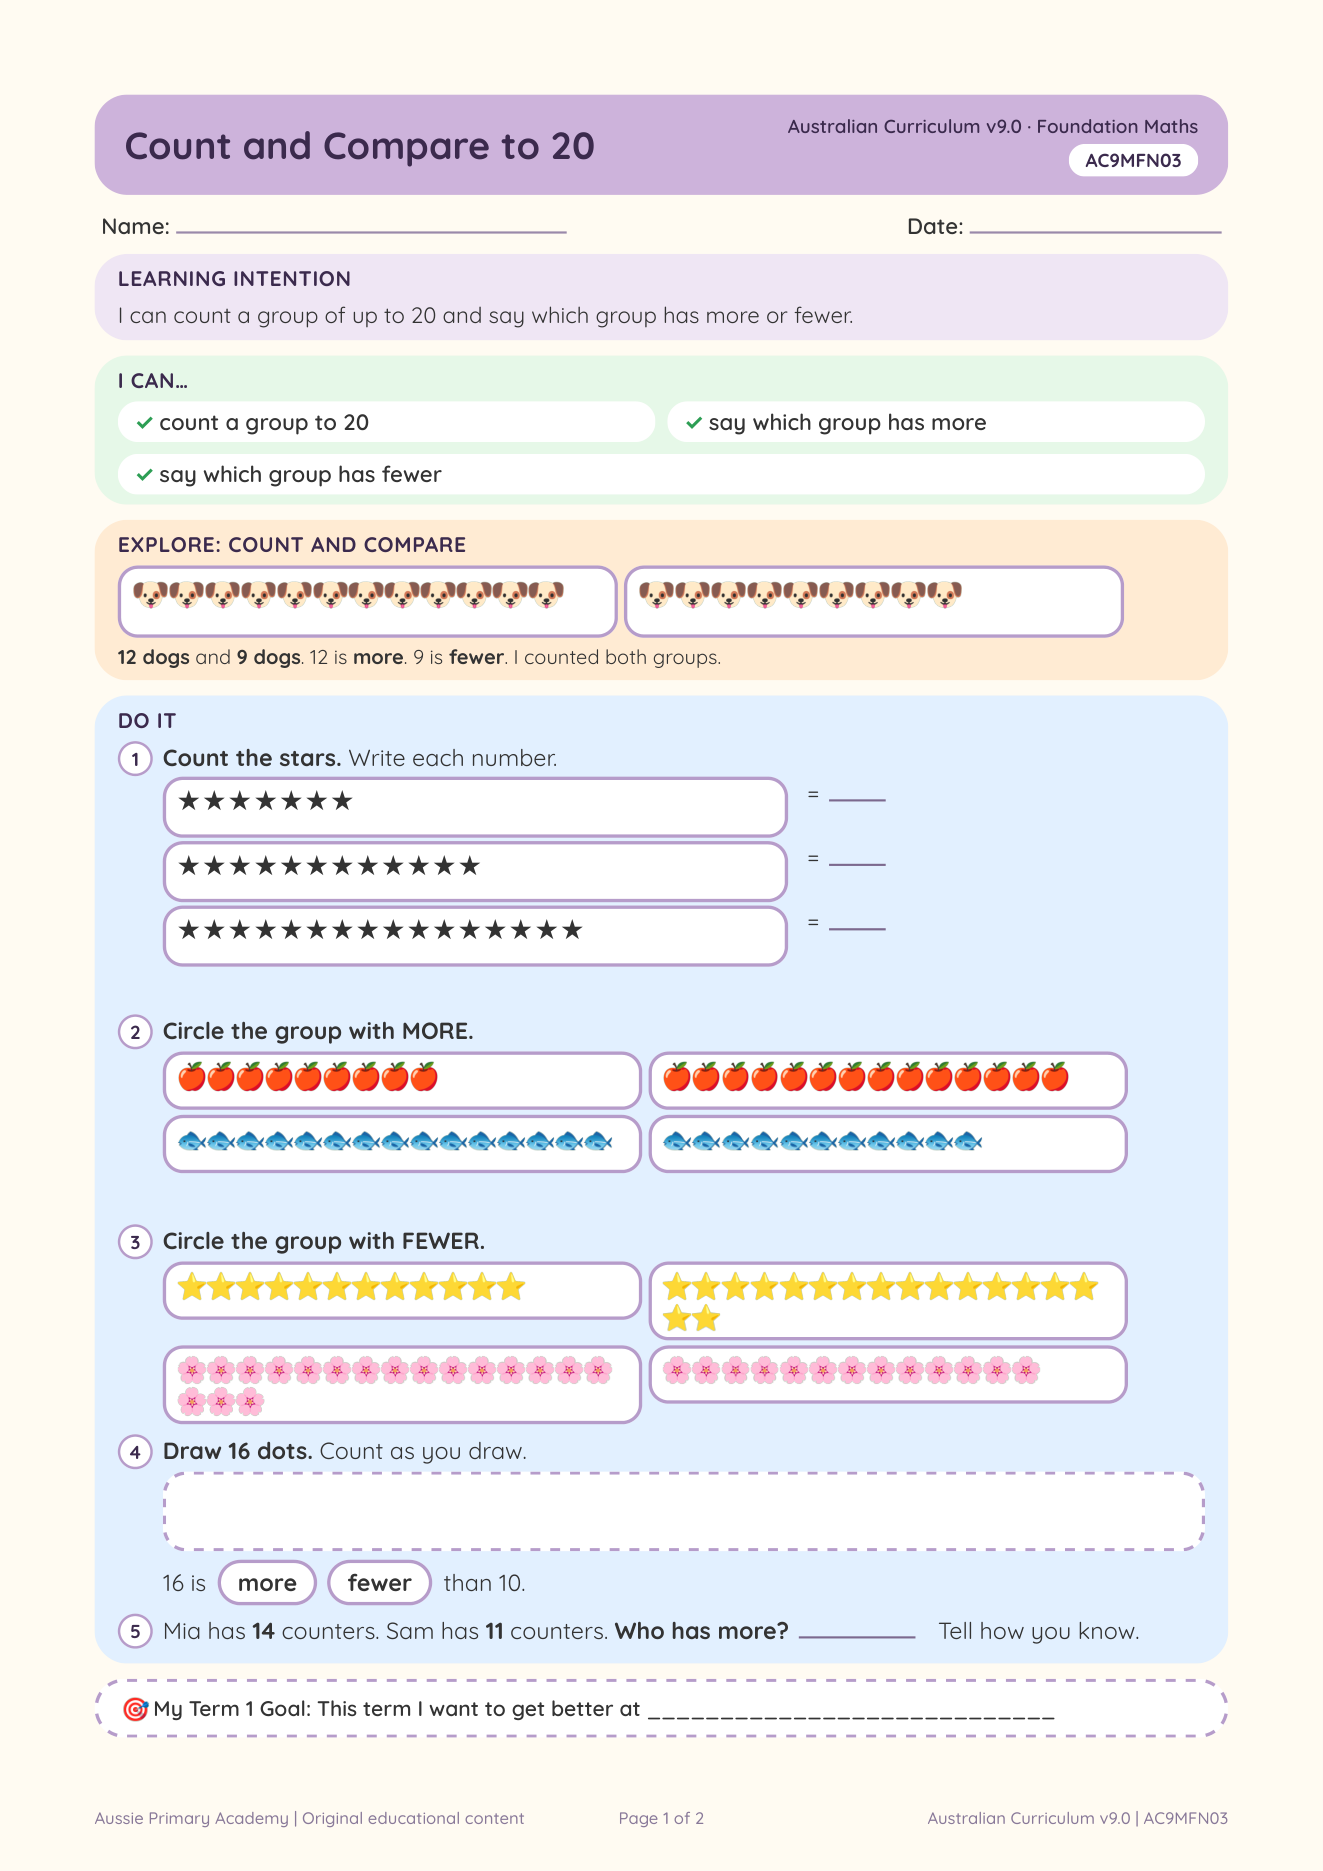 Count and Compare to 20
Australian Curriculum v9.0 · Foundation Maths
AC9MFN03
Name: ______ Date: ______
LEARNING INTENTION
I can count a group of up to 20 and say which group has more or fewer.
I CAN…
✓ count a group to 20
✓ say which group has more
✓ say which group has fewer
EXPLORE: COUNT AND COMPARE
12 dogs and 9 dogs. 12 is more. 9 is fewer. I counted both groups.
DO IT
1 Count the stars. Write each number.
= ____
= ____
= ____
2 Circle the group with MORE.
3 Circle the group with FEWER.
4 Draw 16 dots. Count as you draw.
16 is more fewer than 10.
5 Mia has 14 counters. Sam has 11 counters. Who has more? ________ Tell how you know.
My Term 1 Goal: This term I want to get better at ____________________________
Aussie Primary Academy | Original educational content
Page 1 of 2
Australian Curriculum v9.0 | AC9MFN03